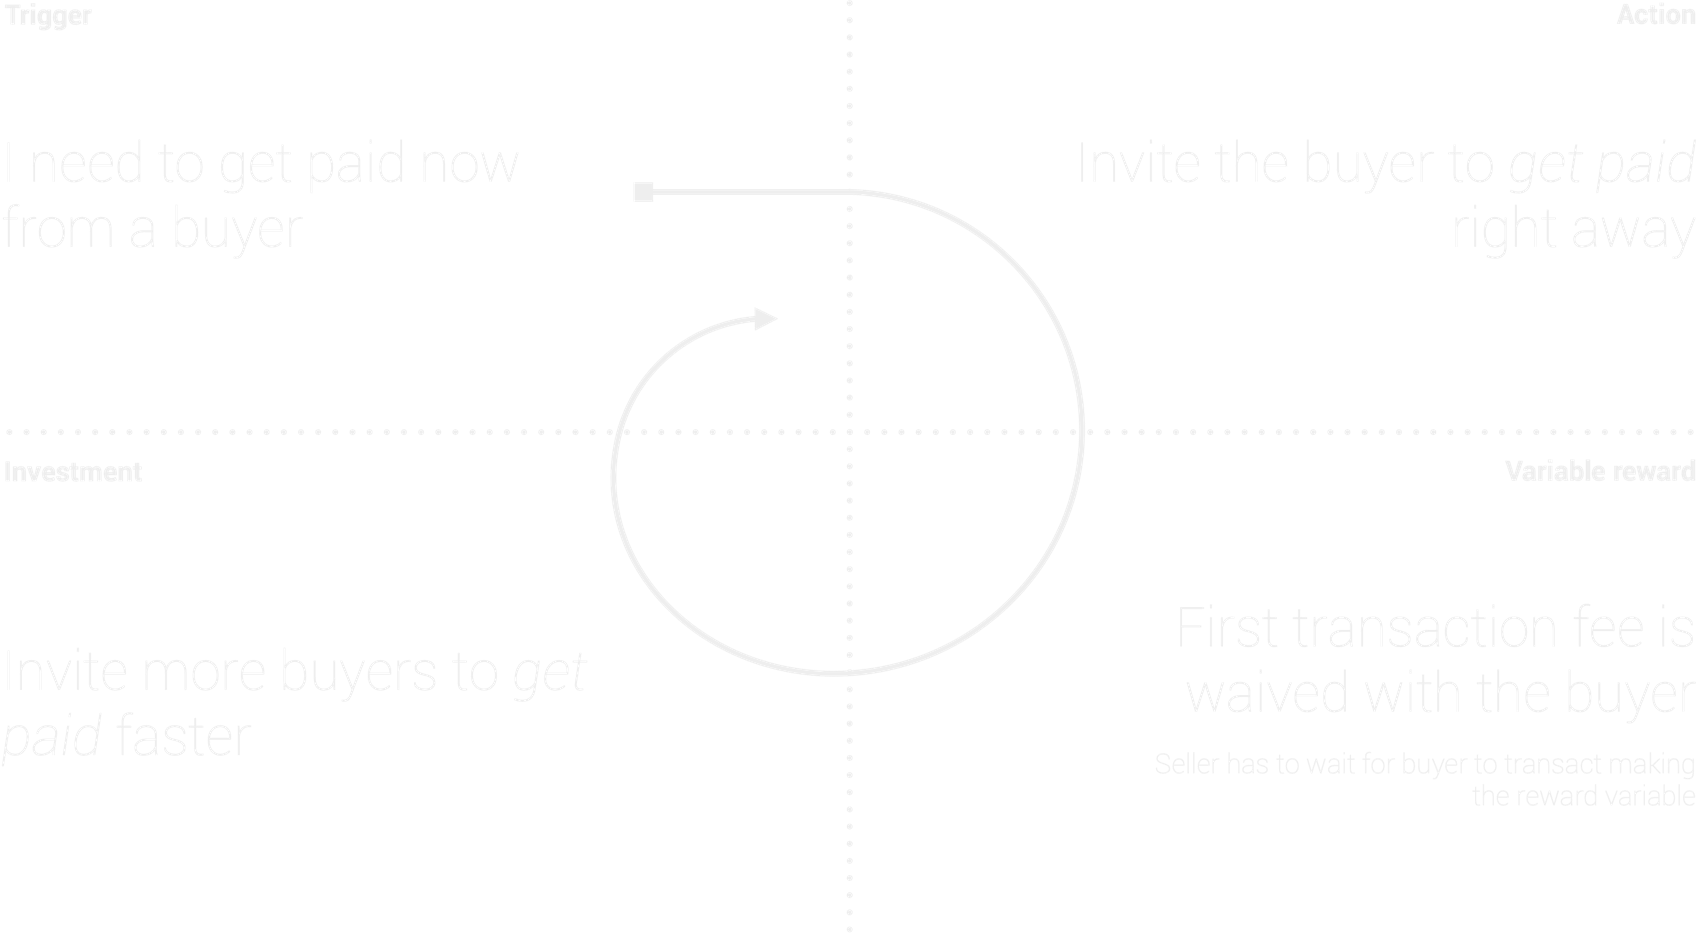 Trigger
I need to get paid now
from a buyer
Action
Invite the buyer to get paid
right away
Investment
Invite more buyers to get
paid faster
Variable reward
First transaction fee is
waived with the buyer
Seller has to wait for buyer to transact making
the reward variable